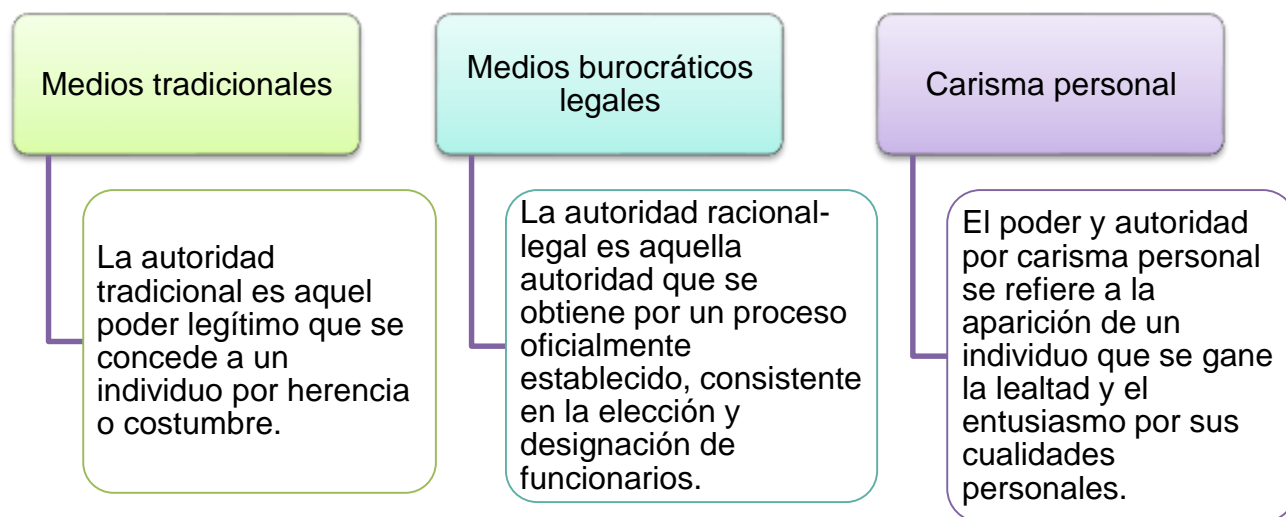 Medios tradicionales
La autoridad
tradicional es aquel
poder legítimo que se
concede a un
individuo por herencia
o costumbre.
Medios burocráticos
legales
La autoridad racional-
legal es aquella
autoridad que se
obtiene por un proceso
oficialmente
establecido, consistente
en la elección y
designación de
funcionarios.
Carisma personal
El poder y autoridad
por carisma personal
se refiere a la
aparición de un
individuo que se gane
la lealtad y el
entusiasmo por sus
cualidades
personales.